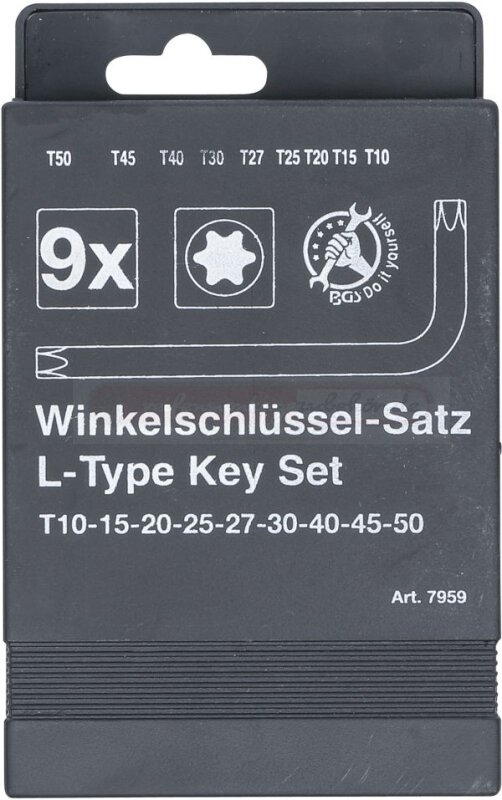 T50 T45 T40 T30 T27 T25 T20 T15 T10
9x
BGS Do it yourself
Winkelschlüssel-Satz
L-Type Key Set
T10-15-20-25-27-30-40-45-50
Art. 7959